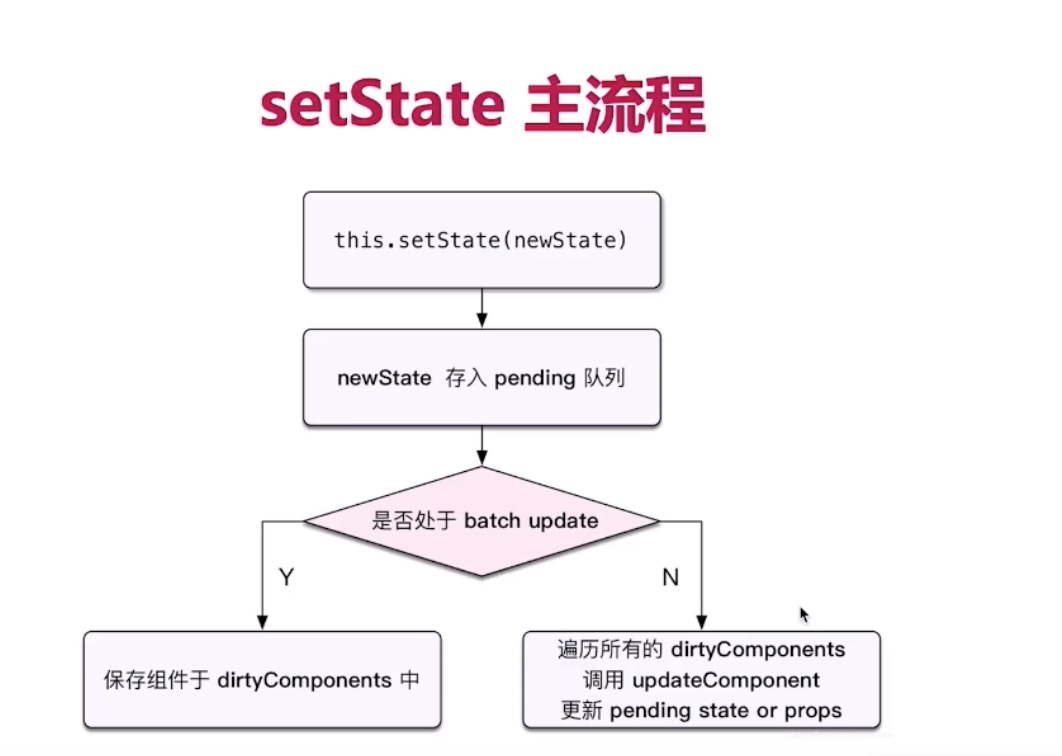 setState 主流程
this.setState(newState)
newState 存入 pending 队列
是否处于 batch update
Y
N
保存组件于 dirtyComponents 中
遍历所有的 dirtyComponents
调用 updateComponent
更新 pending state or props